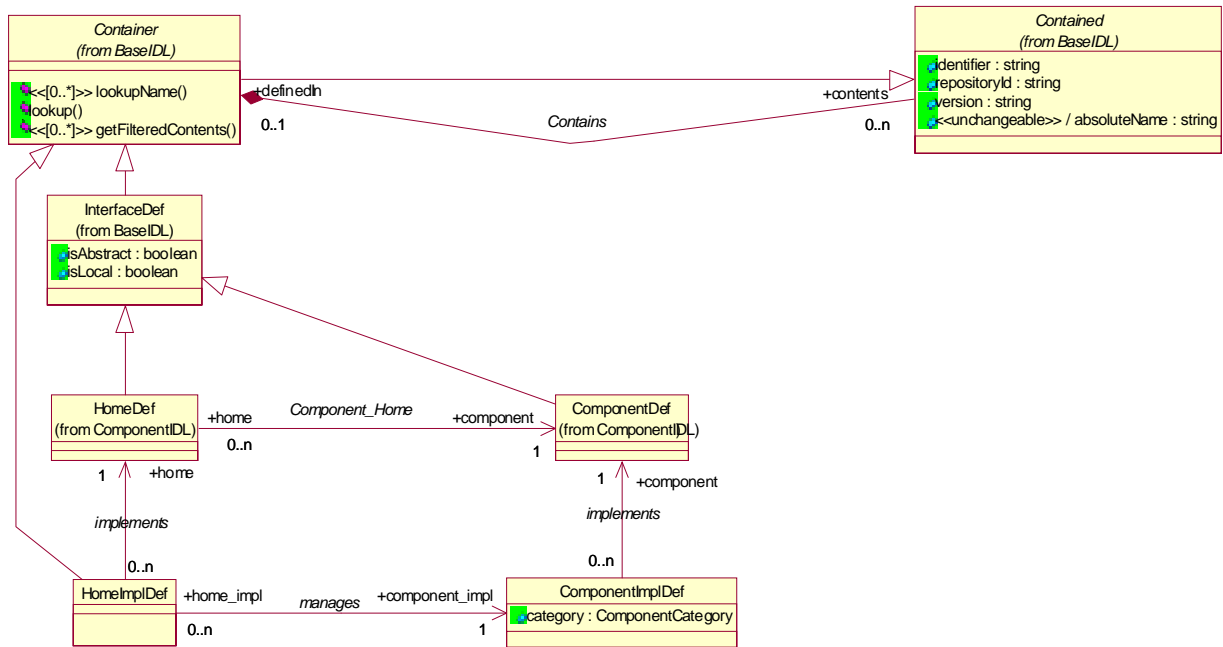 Container
(from BaseIDL)
<<[0..*]>> lookupName()
lookup()
<<[0..*]>> getFilteredContents()
Contained
(from BaseIDL)
identifier : string
repositoryId : string
version : string
<<unchangeable>> / absoluteName : string
+definedIn
0..1
Contains
+contents
0..n
InterfaceDef
(from BaseIDL)
isAbstract : boolean
isLocal : boolean
HomeDef
(from ComponentIDL)
+home
0..n
Component_Home
+component
1
ComponentDef
(from ComponentIDL)
1
+home
1
+component
implements
implements
0..n
0..n
HomeImplDef
+home_impl
0..n
manages
+component_impl
1
ComponentImplDef
category : ComponentCategory